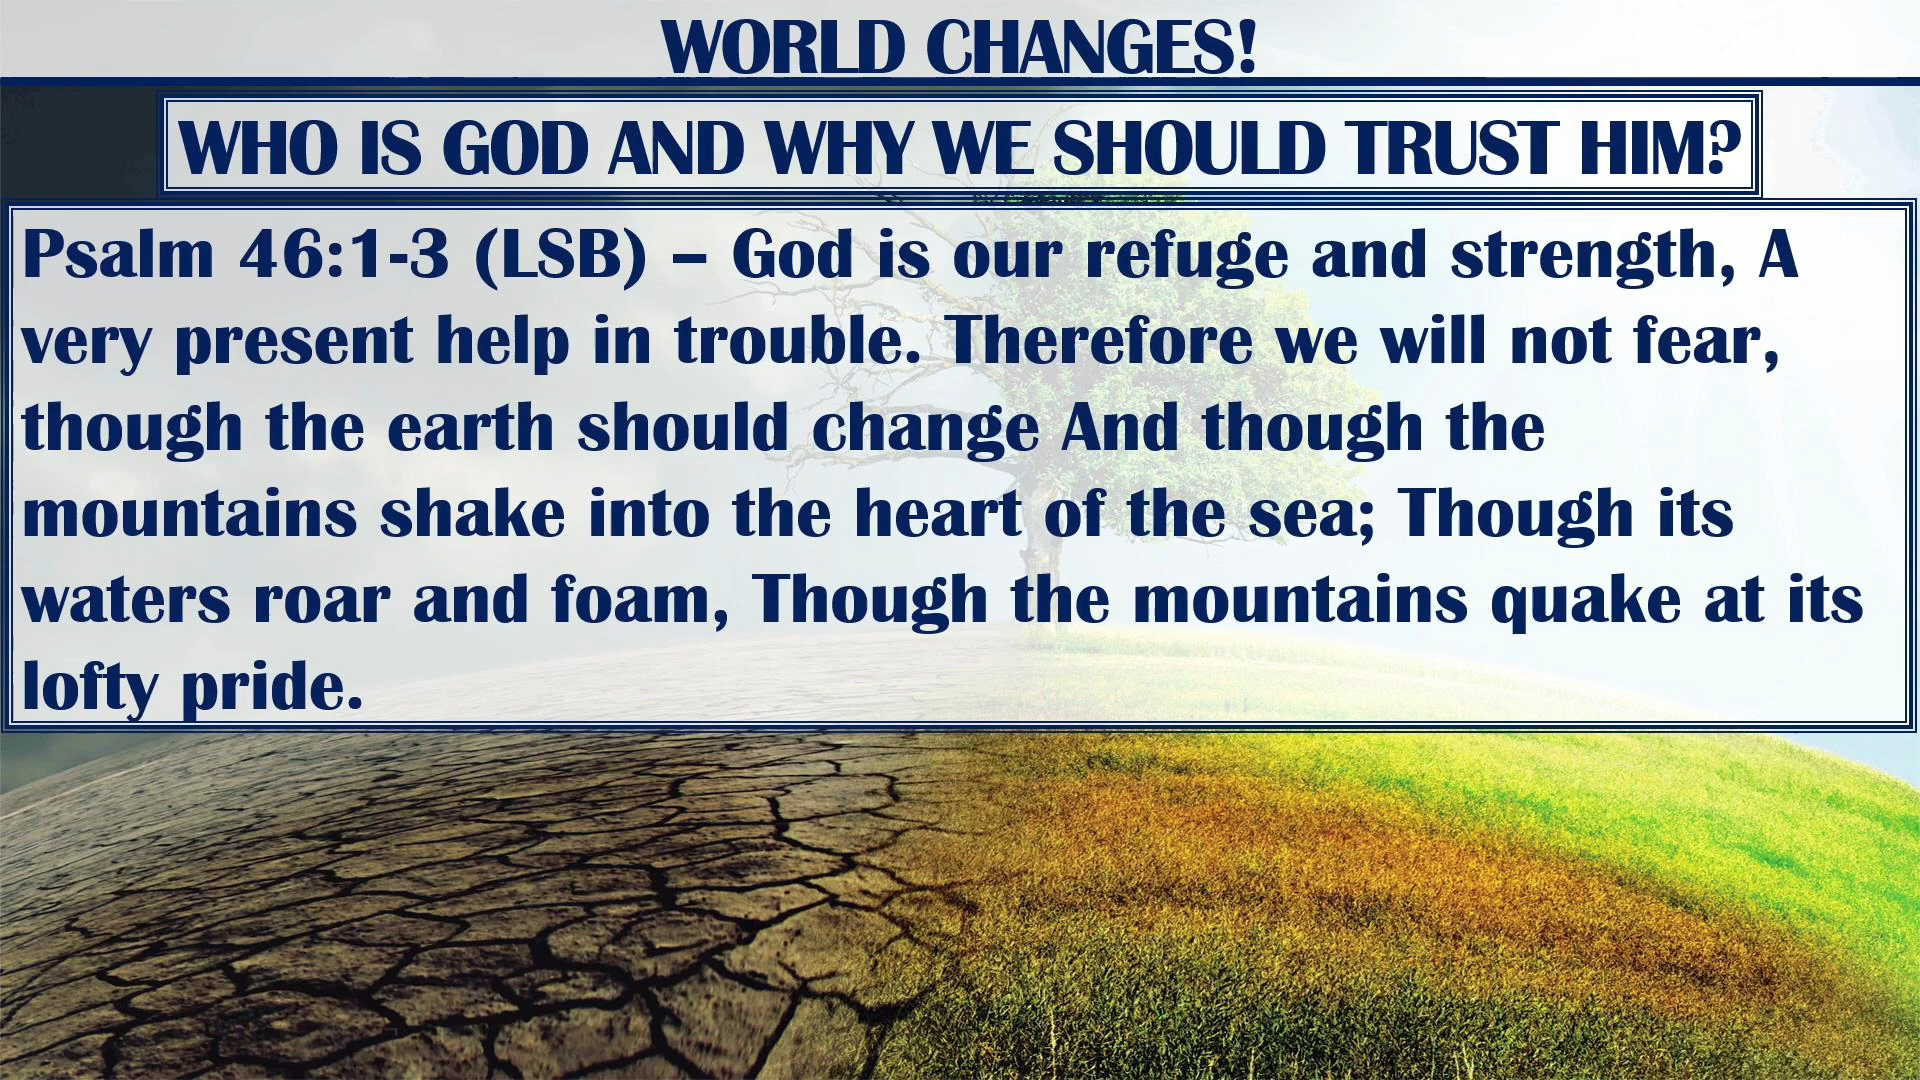 WORLD CHANGES!
WHO IS GOD AND WHY WE SHOULD TRUST HIM?
Psalm 46:1-3 (LSB) – God is our refuge and strength, A
very present help in trouble. Therefore we will not fear,
though the earth should change And though the
mountains shake into the heart of the sea; Though its
waters roar and foam, Though the mountains quake at its
lofty pride.